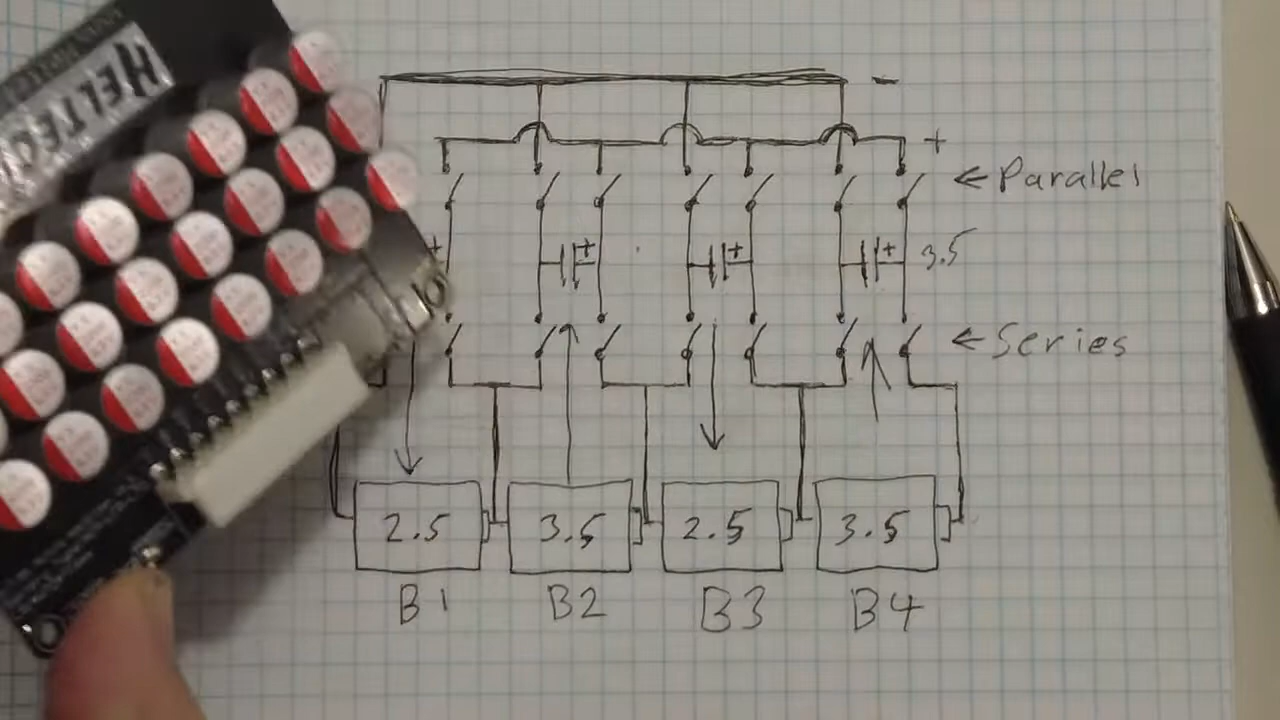 HELTEC
-
+
← Parallel
+ + + + 3.5
← Series
2.5 3.5 2.5 3.5
B1 B2 B3 B4